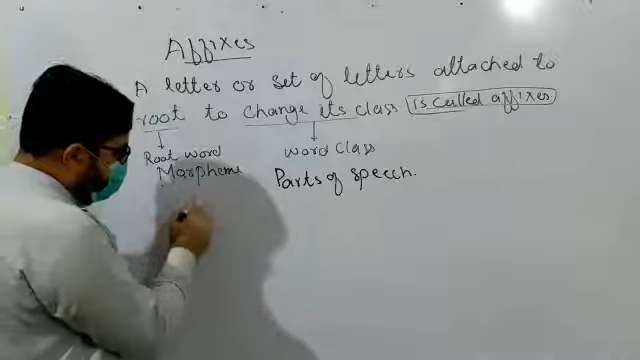 Affixes
A letter or set of letters attached to
root to change its class is called affixes
Root word word class
Morpheme Parts of speech.